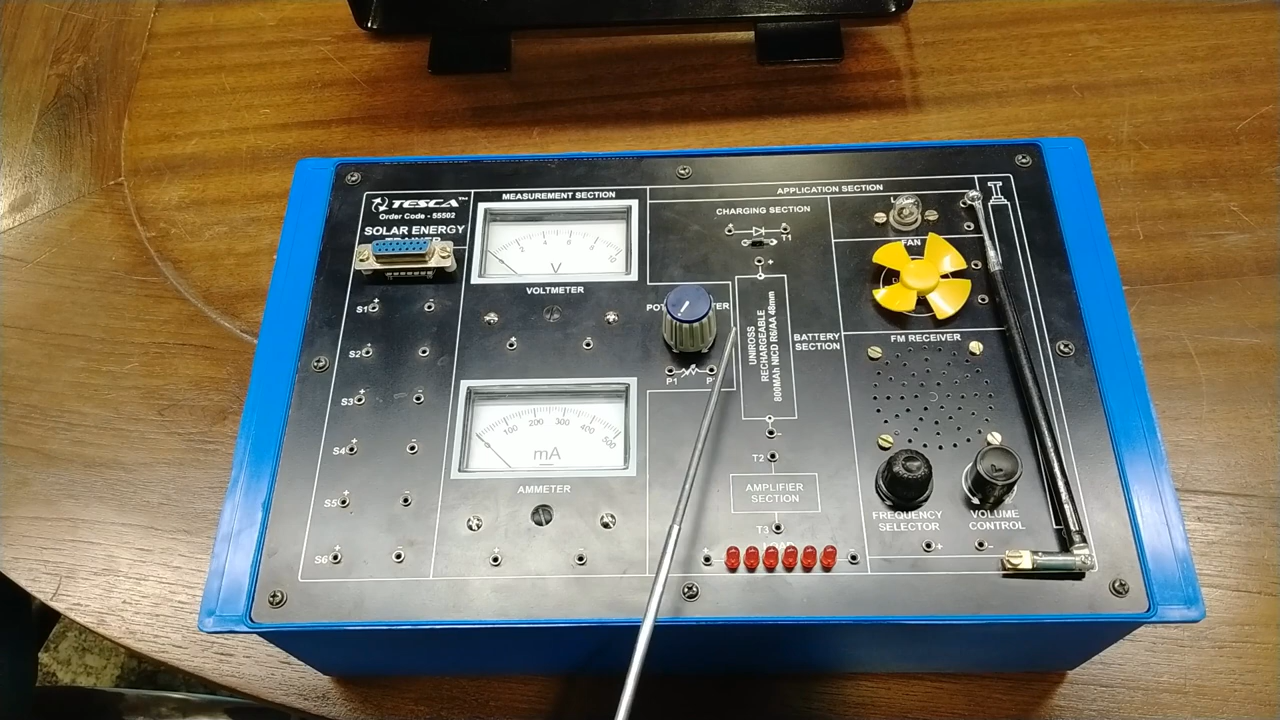 TESCA
Order Code - 55502
SOLAR ENERGY
S1
+
-
S2
+
-
S3
+
-
S4
+
-
S5
+
-
S6
+
-
MEASUREMENT SECTION
2
4
6
8
10
V
VOLTMETER
+
-
100
200
300
400
500
mA
AMMETER
+
-
APPLICATION SECTION
CHARGING SECTION
+
T1
+
UNIROSS
RECHARGEABLE
800MAh NICD R6/AA 48mm
BATTERY
SECTION
-
P1
T2
AMPLIFIER
SECTION
T3
+
-
FAN
FM RECEIVER
FREQUENCY
SELECTOR
VOLUME
CONTROL
+
-